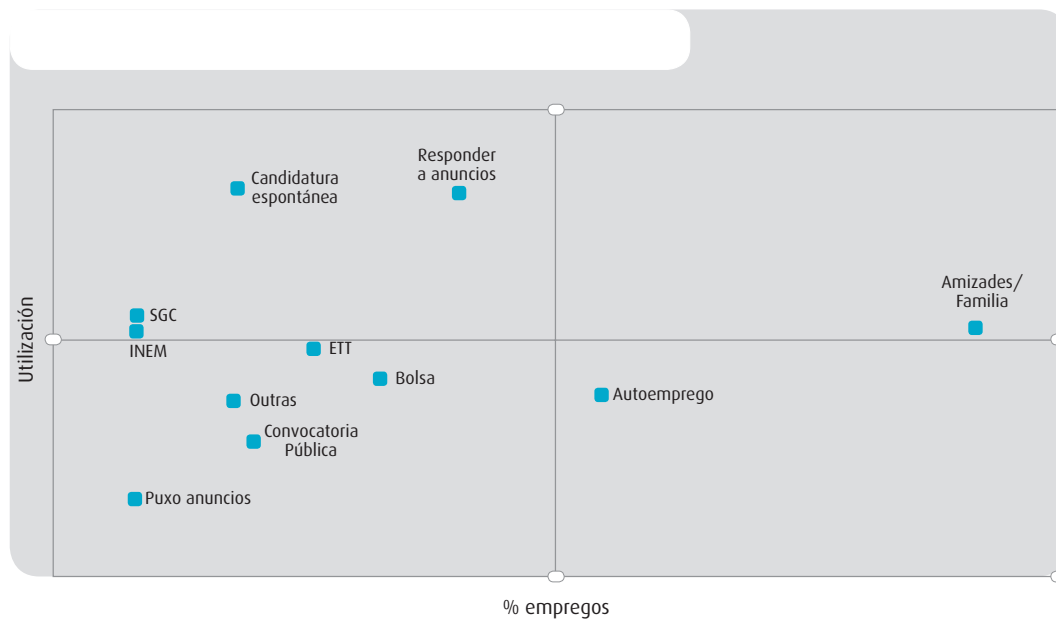 Responder
a anuncios
Candidatura
espontánea
Amizades/
Familia
SGC
INEM
ETT
Bolsa
Autoemprego
Outras
Convocatoria
Pública
Puxo anuncios
Utilización
% empregos